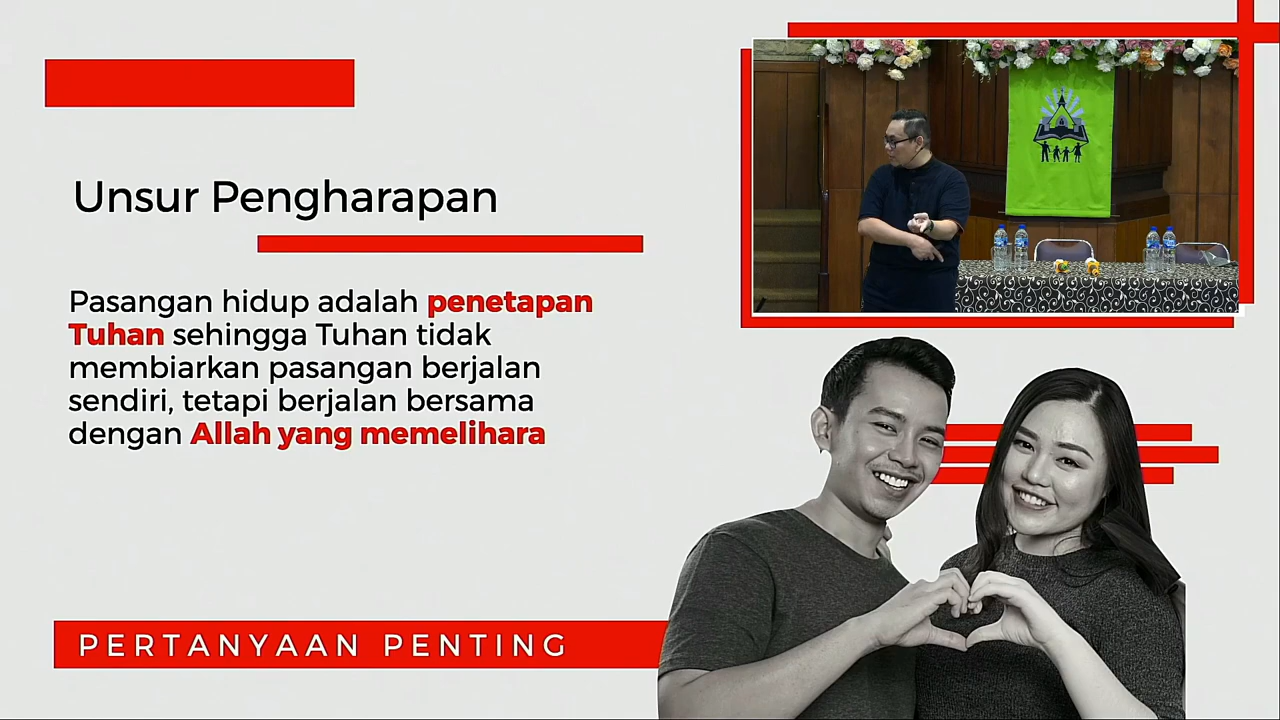 Unsur Pengharapan
Pasangan hidup adalah penetapan
Tuhan sehingga Tuhan tidak
membiarkan pasangan berjalan
sendiri, tetapi berjalan bersama
dengan Allah yang memelihara
PERTANYAAN PENTING